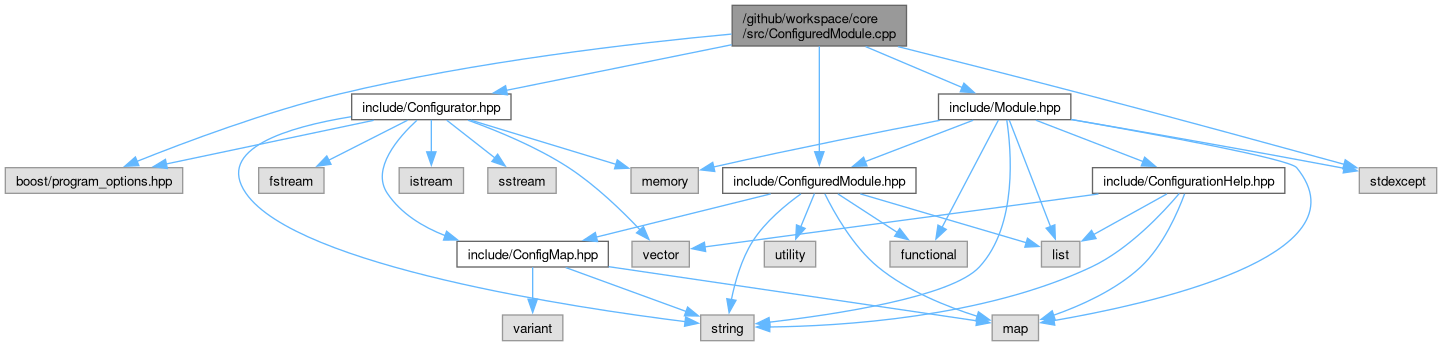 /github/workspace/core
/src/ConfiguredModule.cpp
include/Configurator.hpp
include/Module.hpp
boost/program_options.hpp
fstream
istream
sstream
memory
include/ConfiguredModule.hpp
include/ConfigurationHelp.hpp
stdexcept
include/ConfigMap.hpp
vector
utility
functional
list
variant
string
map